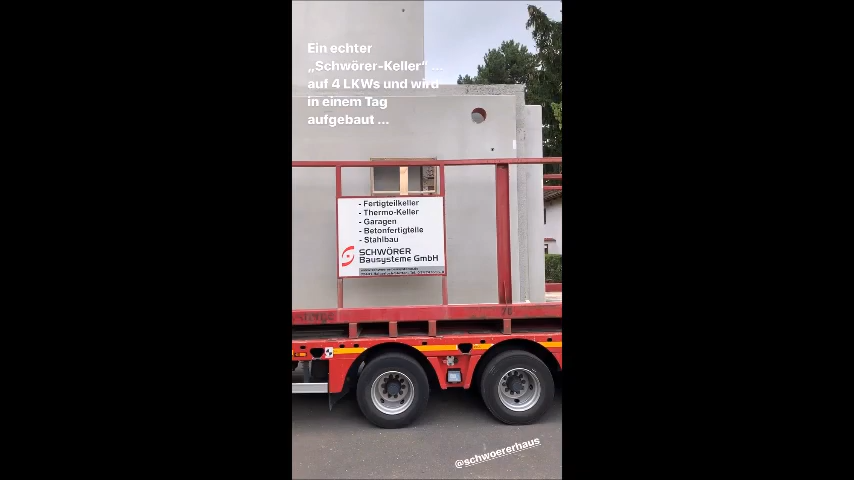 Ein echter
„Schwörer-Keller“ ...
auf 4 LKWs und wird
in einem Tag
aufgebaut ...
- Fertigteilkeller
- Thermo-Keller
- Garagen
- Betonfertigteile
- Stahlbau
SCHWÖRER
Bausysteme GmbH
76
@schwoererhaus